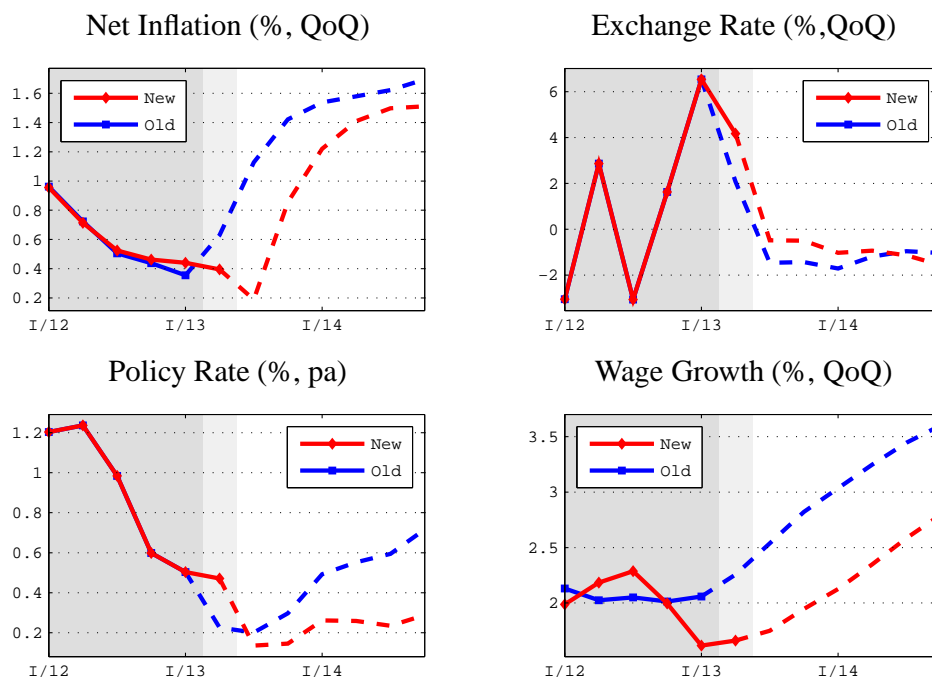 Net Inflation (%, QoQ)
1.6
1.4
1.2
1
0.8
0.6
0.4
0.2
I/12
I/13
I/14
New
Old
Exchange Rate (%,QoQ)
6
4
2
0
−2
I/12
I/13
I/14
New
Old
Policy Rate (%, pa)
1.2
1
0.8
0.6
0.4
0.2
I/12
I/13
I/14
New
Old
Wage Growth (%, QoQ)
3.5
3
2.5
2
I/12
I/13
I/14
New
Old